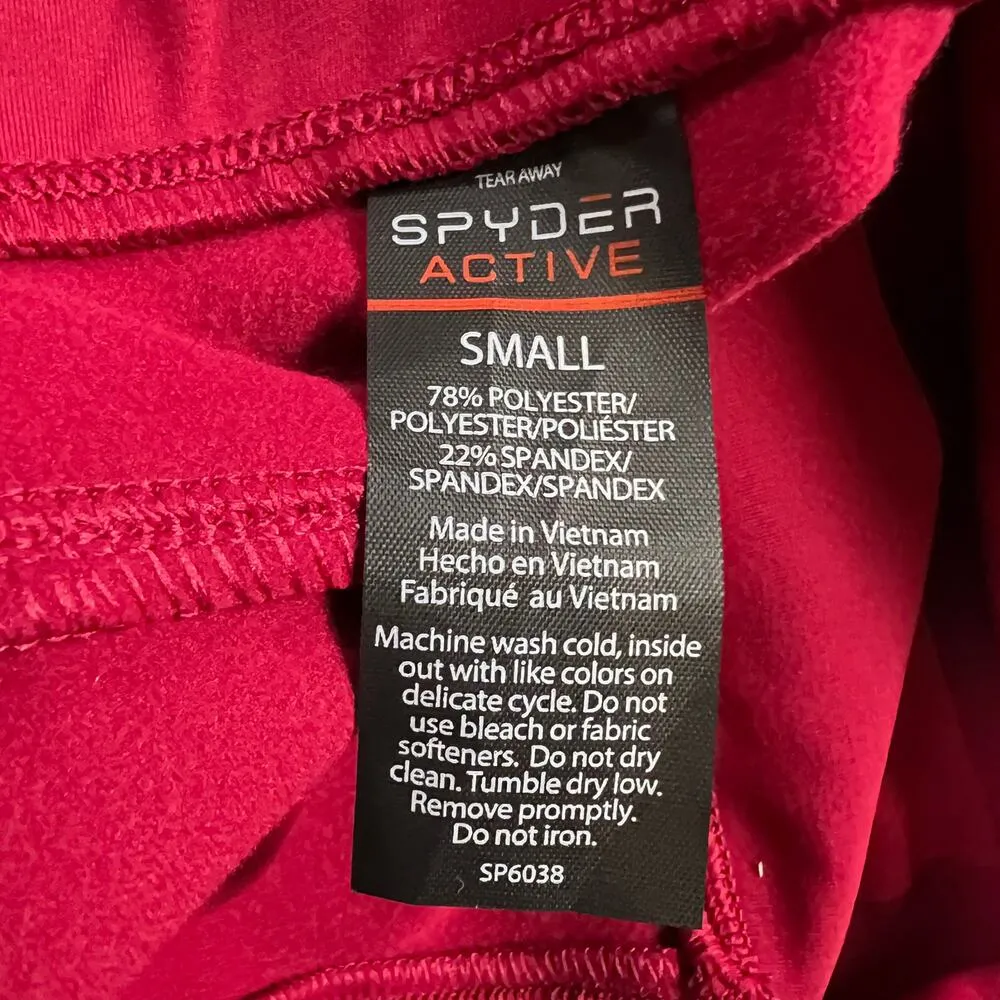 TEAR AWAY
SPYDER
ACTIVE
SMALL
78% POLYESTER/
POLYESTER/POLIÉSTER
22% SPANDEX/
SPANDEX/SPANDEX
Made in Vietnam
Hecho en Vietnam
Fabriqué au Vietnam
Machine wash cold, inside
out with like colors on
delicate cycle. Do not
use bleach or fabric
softeners. Do not dry
clean. Tumble dry low.
Remove promptly.
Do not iron.
SP6038